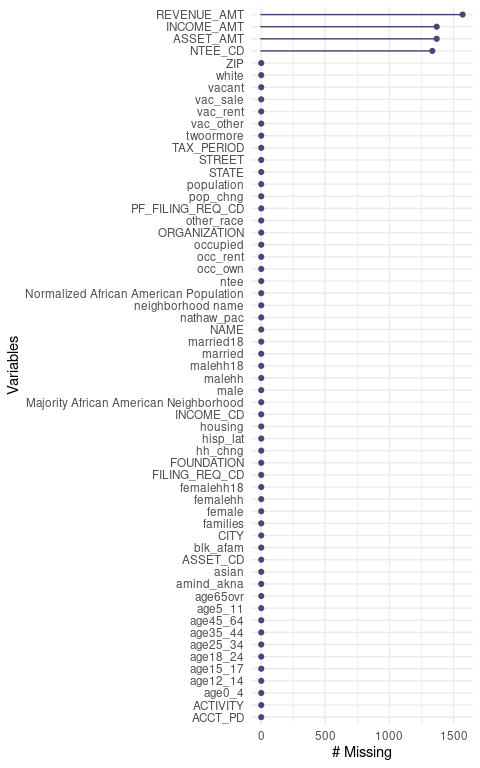 REVENUE_AMT
INCOME_AMT
ASSET_AMT
NTEE_CD
ZIP
white
vacant
vac_sale
vac_rent
vac_other
twoormore
TAX_PERIOD
STREET
STATE
population
pop_chng
PF_FILING_REQ_CD
other_race
ORGANIZATION
occupied
occ_rent
occ_own
ntee
Normalized African American Population
neighborhood name
nathaw_pac
NAME
married18
married
malehh18
malehh
male
Majority African American Neighborhood
INCOME_CD
housing
hisp_lat
hh_chng
FOUNDATION
FILING_REQ_CD
femalehh18
femalehh
female
families
CITY
blk_afam
ASSET_CD
asian
amind_akna
age65ovr
age5_11
age45_64
age35_44
age25_34
age18_24
age15_17
age12_14
age0_4
ACTIVITY
ACCT_PD
Variables
0 500 1000 1500
# Missing